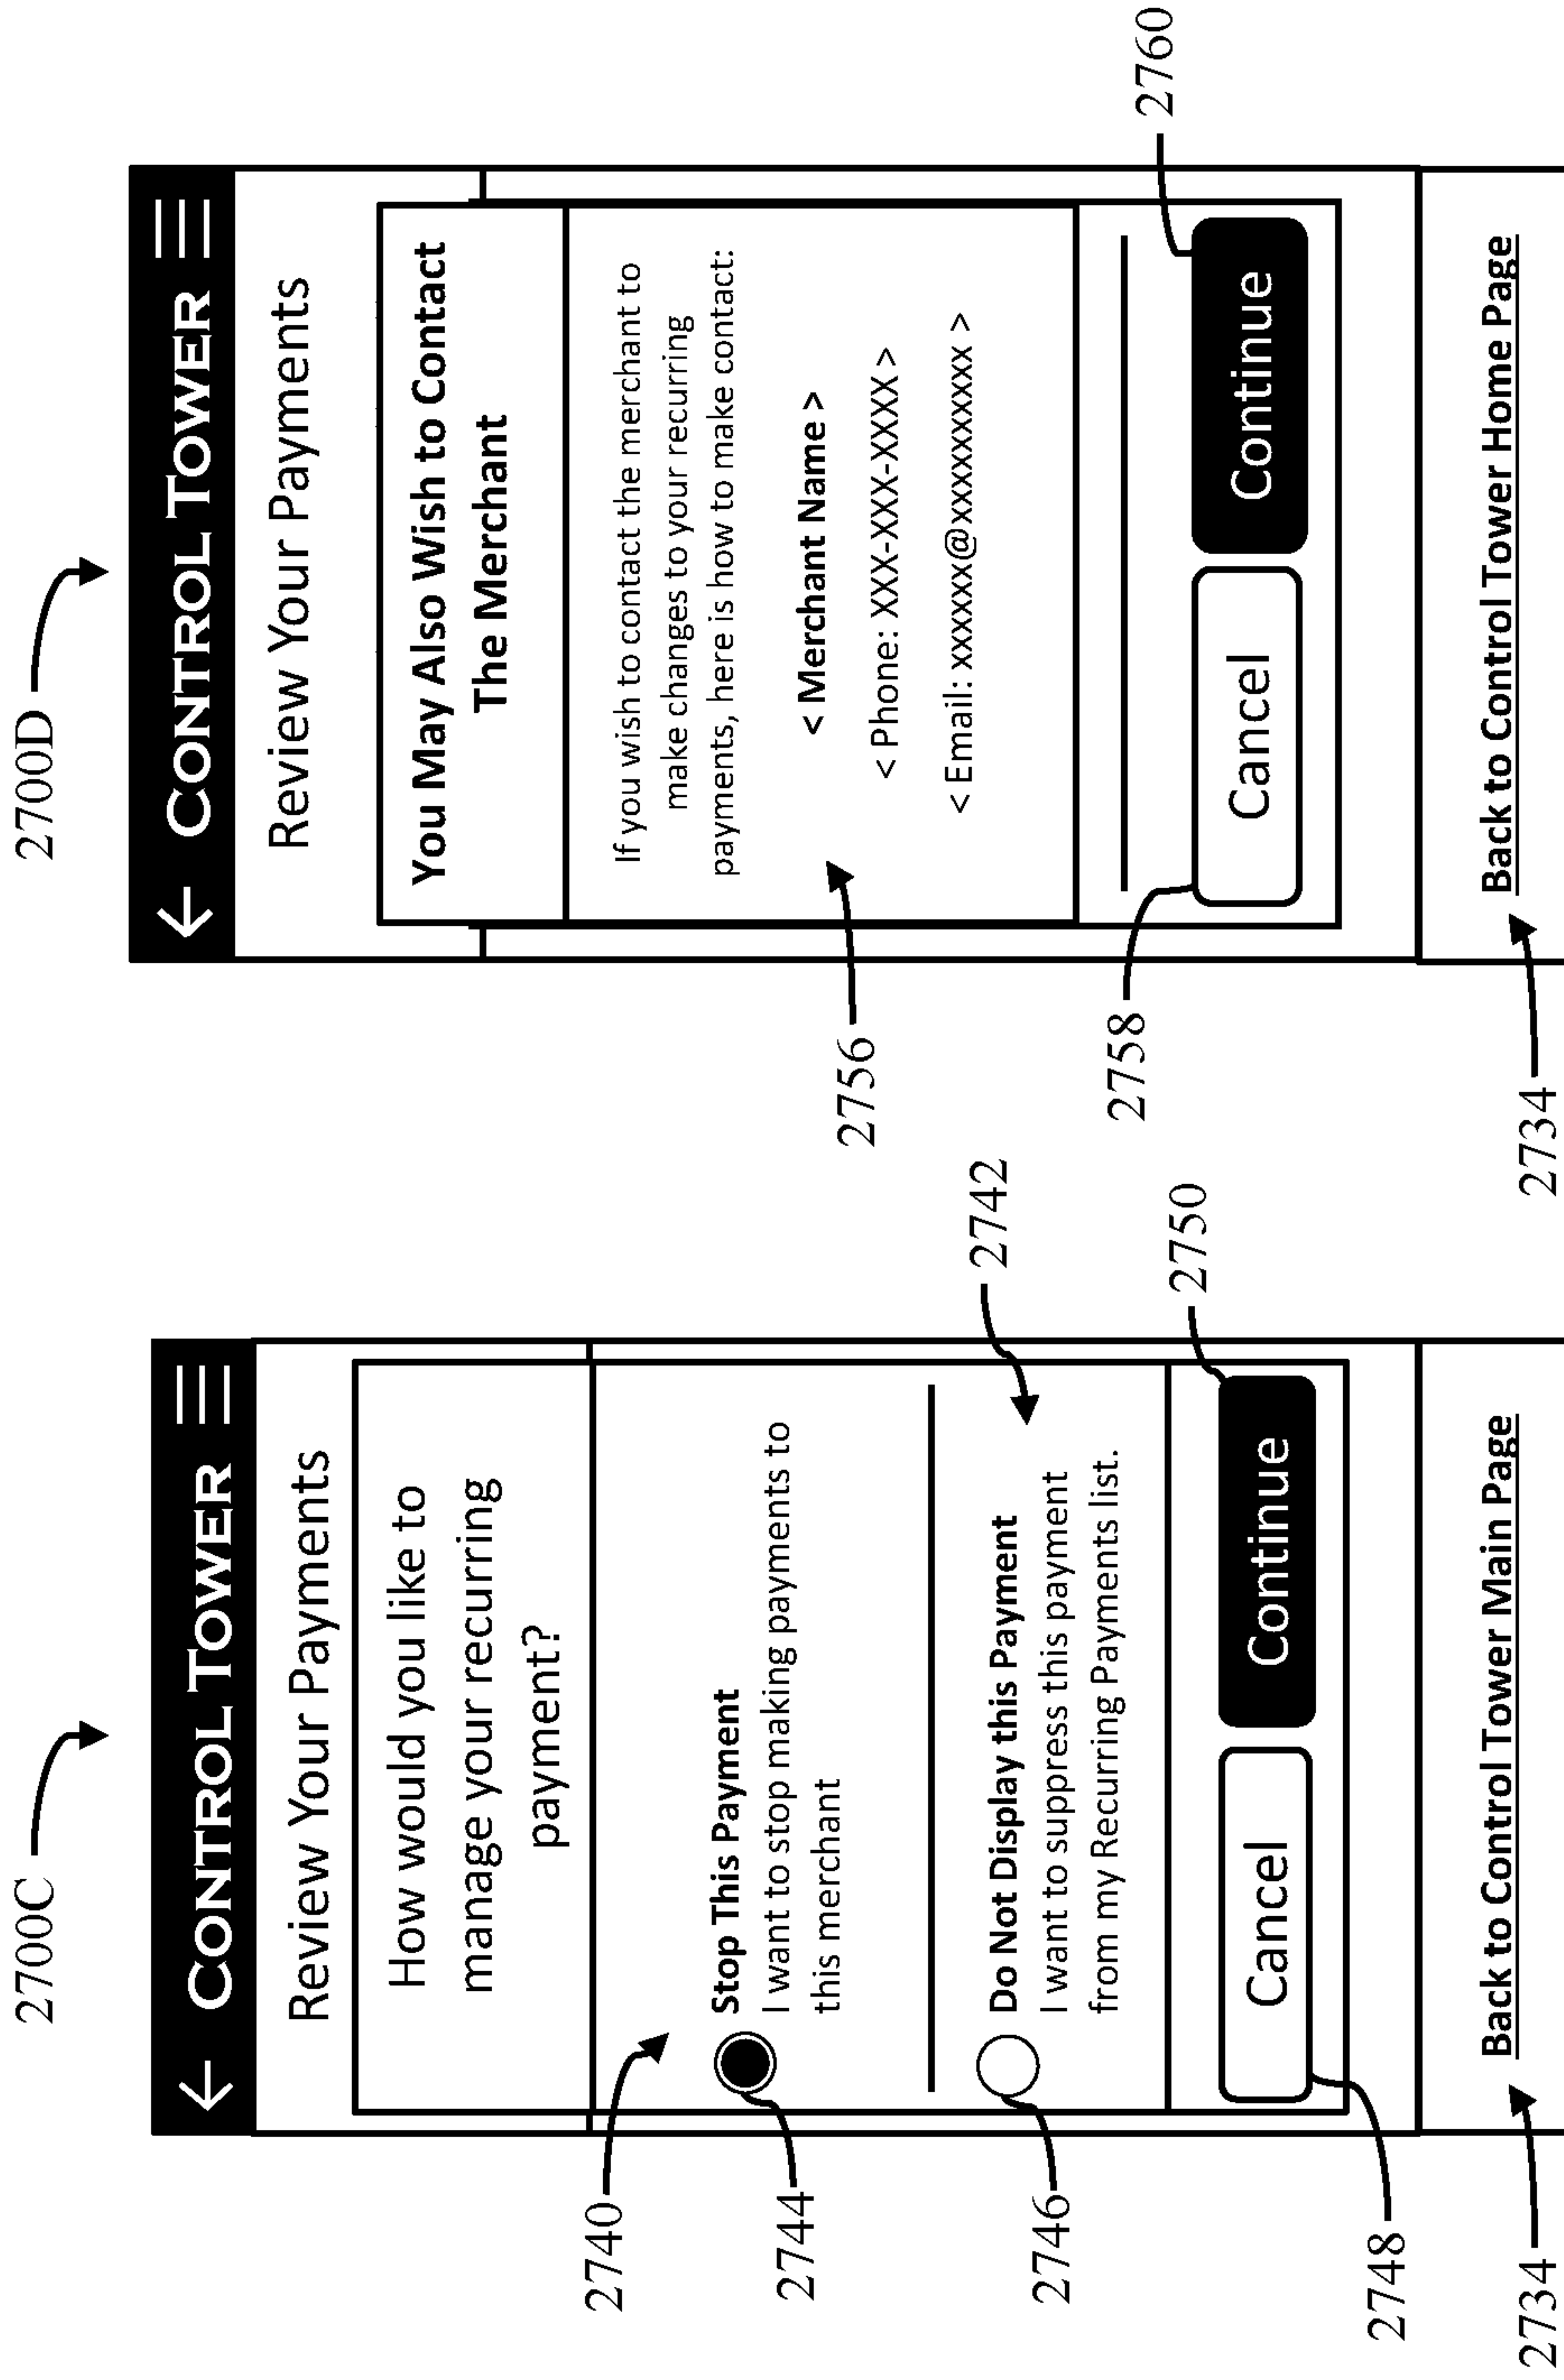 2700C
← CONTROL TOWER
Review Your Payments
How would you like to
manage your recurring
payment?
2740
Stop This Payment
I want to stop making payments to
this merchant
2744
2742
Do Not Display this Payment
I want to suppress this payment
from my Recurring Payments list.
2746
2750
Cancel
Continue
2748
Back to Control Tower Main Page
2734
2700D
← CONTROL TOWER
Review Your Payments
You May Also Wish to Contact
The Merchant
If you wish to contact the merchant to
make changes to your recurring
payments, here is how to make contact:
< Merchant Name >
2756
< Phone: XXX-XXX-XXXX >
< Email: xxxxx@xxxxxxxxx >
2758
2760
Cancel
Continue
Back to Control Tower Home Page
2734